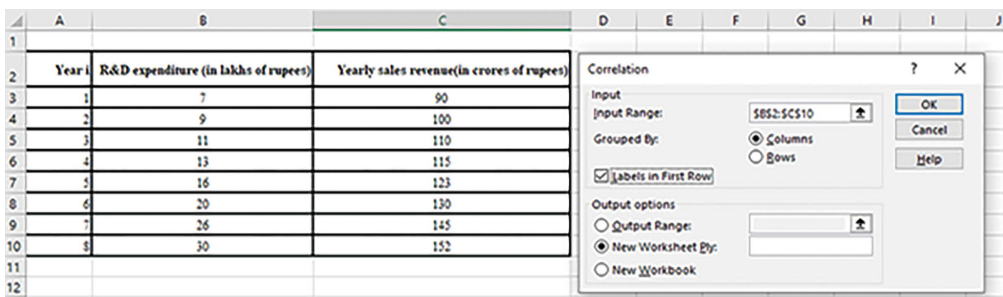 A B C D E F G H I J
1
2 Year i R&D expenditure (in lakhs of rupees) Yearly sales revenue(in crores of rupees)
3 1 7 90
4 2 9 100
5 3 11 110
6 4 13 115
7 5 16 123
8 6 20 130
9 7 26 145
10 8 30 152
11
12
Correlation ? ×
Input
Input Range: $B$2:$C$10
Grouped By: Columns
Rows
Labels in First Row
OK
Cancel
Help
Output options
Output Range:
New Worksheet Ply:
New Workbook